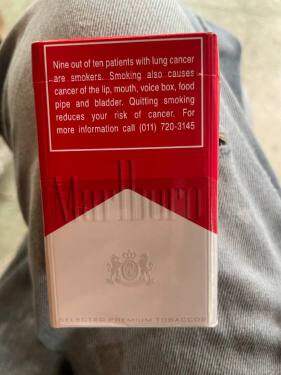 Nine out of ten patients with lung cancer
are smokers. Smoking also causes
cancer of the lip, mouth, voice box, food
pipe and bladder. Quitting smoking
reduces your risk of cancer. For
more information call (011) 720-3145
Marlboro
SELECTED PREMIUM TOBACCOS